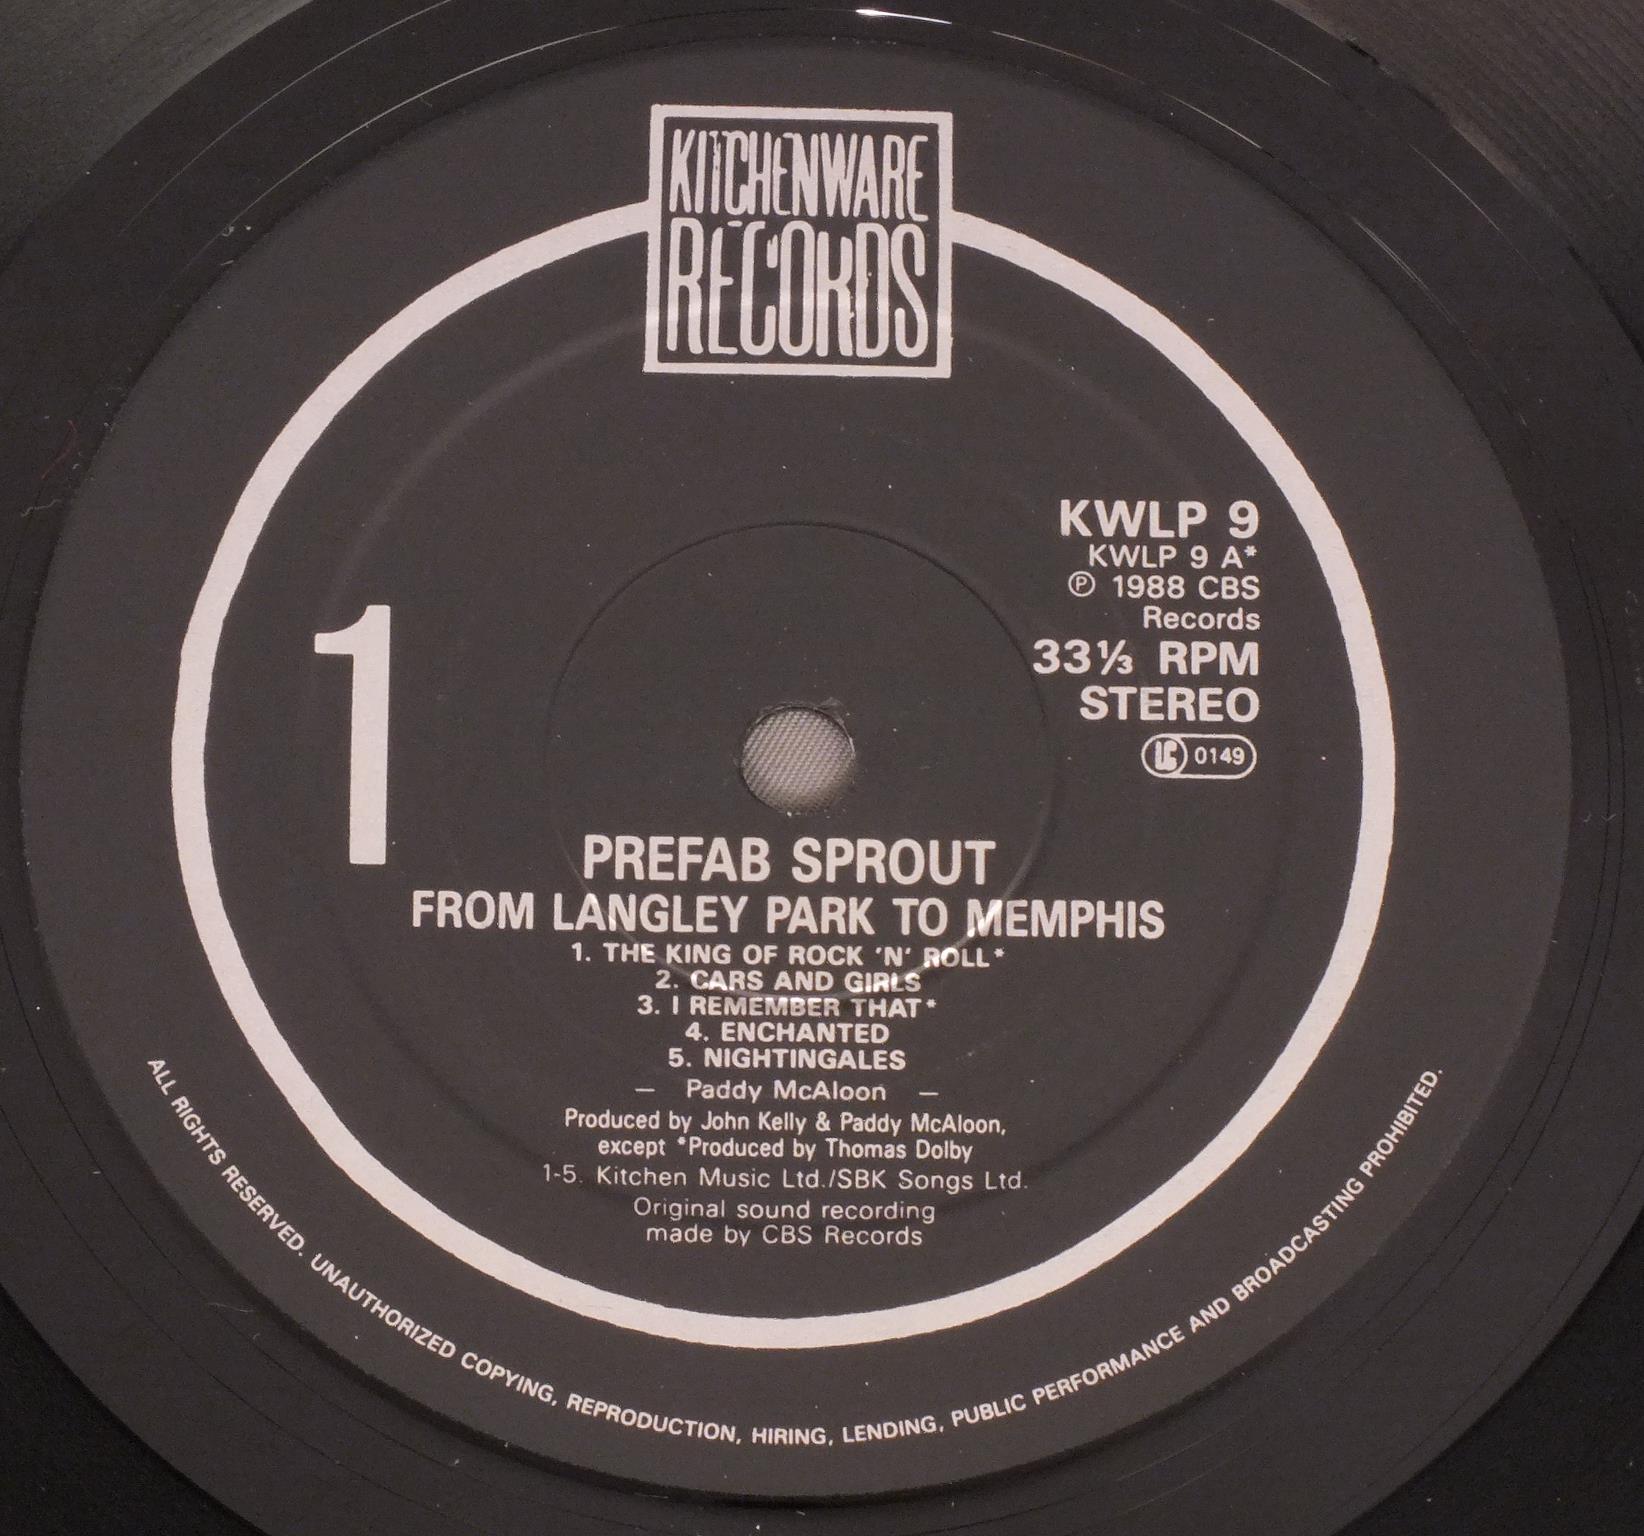 KITCHENWARE
RECORDS
KWLP 9
KWLP 9 A*
℗ 1988 CBS
Records
33⅓ RPM
STEREO
LC 0149
1
PREFAB SPROUT
FROM LANGLEY PARK TO MEMPHIS
1. THE KING OF ROCK 'N' ROLL*
2. CARS AND GIRLS
3. I REMEMBER THAT*
4. ENCHANTED
5. NIGHTINGALES
— Paddy McAloon —
Produced by John Kelly & Paddy McAloon,
except *Produced by Thomas Dolby
1-5. Kitchen Music Ltd./SBK Songs Ltd.
Original sound recording
made by CBS Records
ALL RIGHTS RESERVED. UNAUTHORIZED COPYING, REPRODUCTION, HIRING, LENDING, PUBLIC PERFORMANCE AND BROADCASTING PROHIBITED.